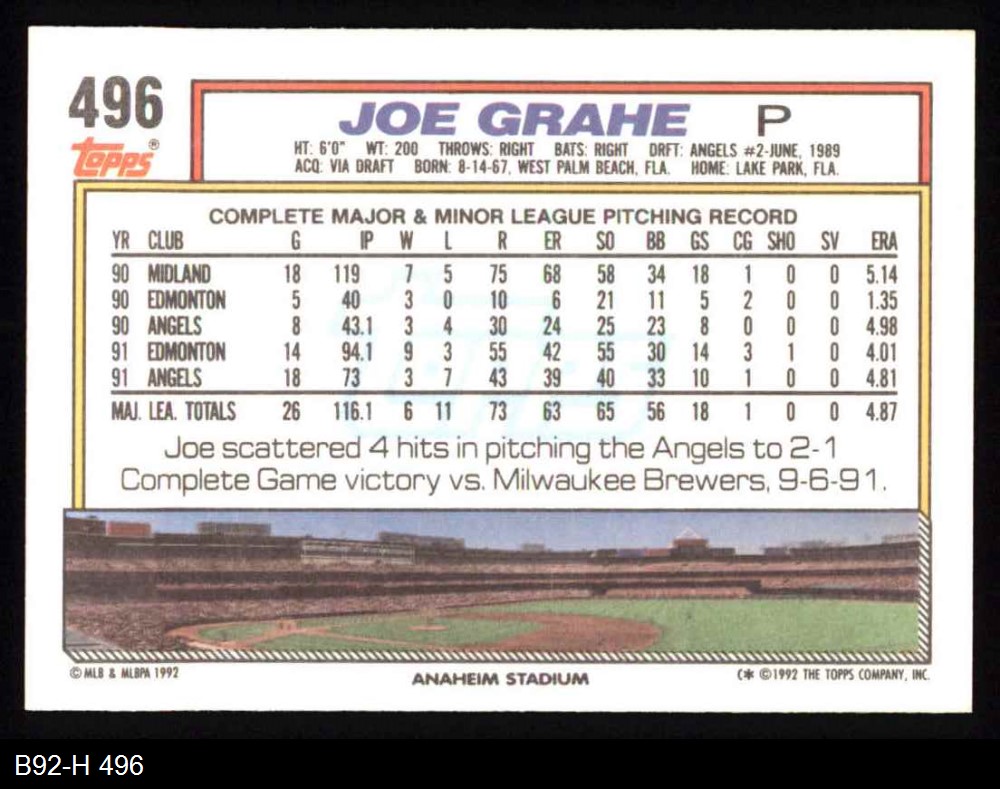 496
topps®
JOE GRAHE P
HT: 6'0" WT: 200 THROWS: RIGHT BATS: RIGHT DRFT: ANGELS #2-JUNE, 1989
ACQ: VIA DRAFT BORN: 8-14-67, WEST PALM BEACH, FLA. HOME: LAKE PARK, FLA.
COMPLETE MAJOR & MINOR LEAGUE PITCHING RECORD
YR CLUB G IP W L R ER SO BB GS CG SHO SV ERA
90 MIDLAND 18 119 7 5 75 68 58 34 18 1 0 0 5.14
90 EDMONTON 5 40 3 0 10 6 21 11 5 2 0 0 1.35
90 ANGELS 8 43.1 3 4 30 24 25 23 8 0 0 0 4.98
91 EDMONTON 14 94.1 9 3 55 42 55 30 14 3 1 0 4.01
91 ANGELS 18 73 3 7 43 39 40 33 10 1 0 0 4.81
MAJ. LEA. TOTALS 26 116.1 6 11 73 63 65 56 18 1 0 0 4.87
topps
Joe scattered 4 hits in pitching the Angels to 2-1
Complete Game victory vs. Milwaukee Brewers, 9-6-91.
© MLB & MLBPA 1992
ANAHEIM STADIUM
(* ©1992 THE TOPPS COMPANY, INC.
B92-H 496